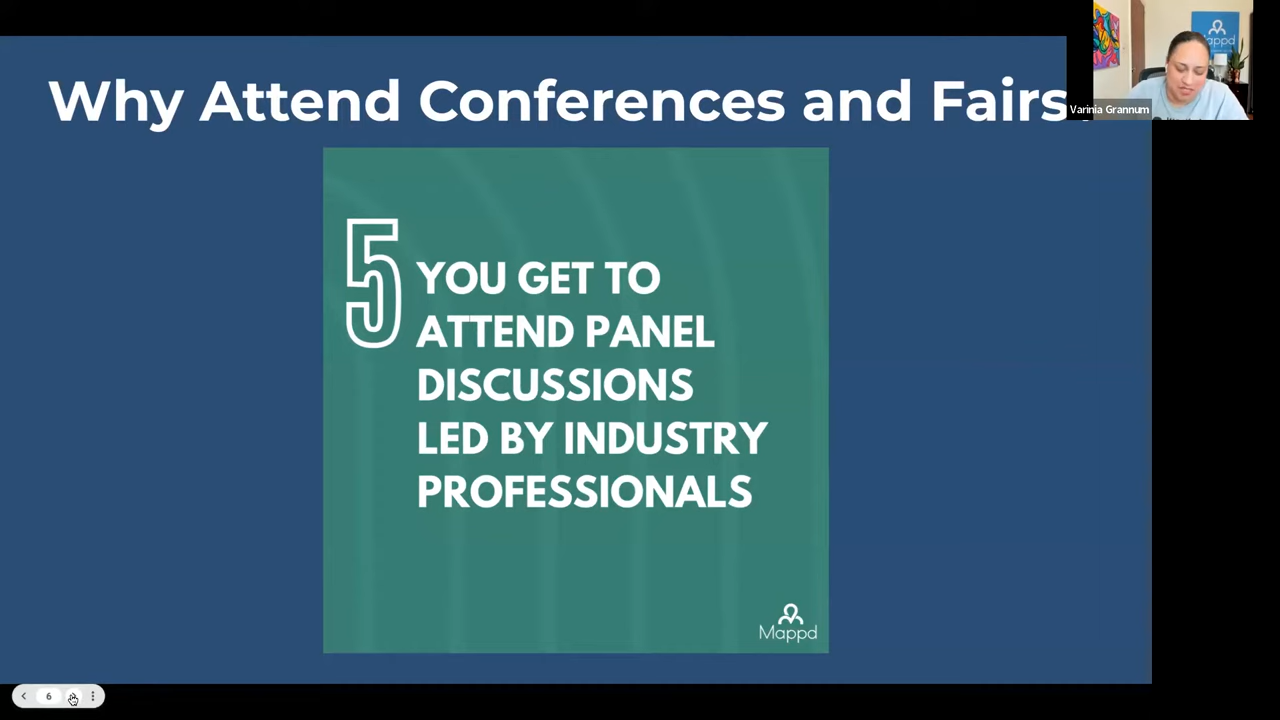 Why Attend Conferences and Fairs
Mappd
Varinia Grannum
5
YOU GET TO
ATTEND PANEL
DISCUSSIONS
LED BY INDUSTRY
PROFESSIONALS
Mappd
6